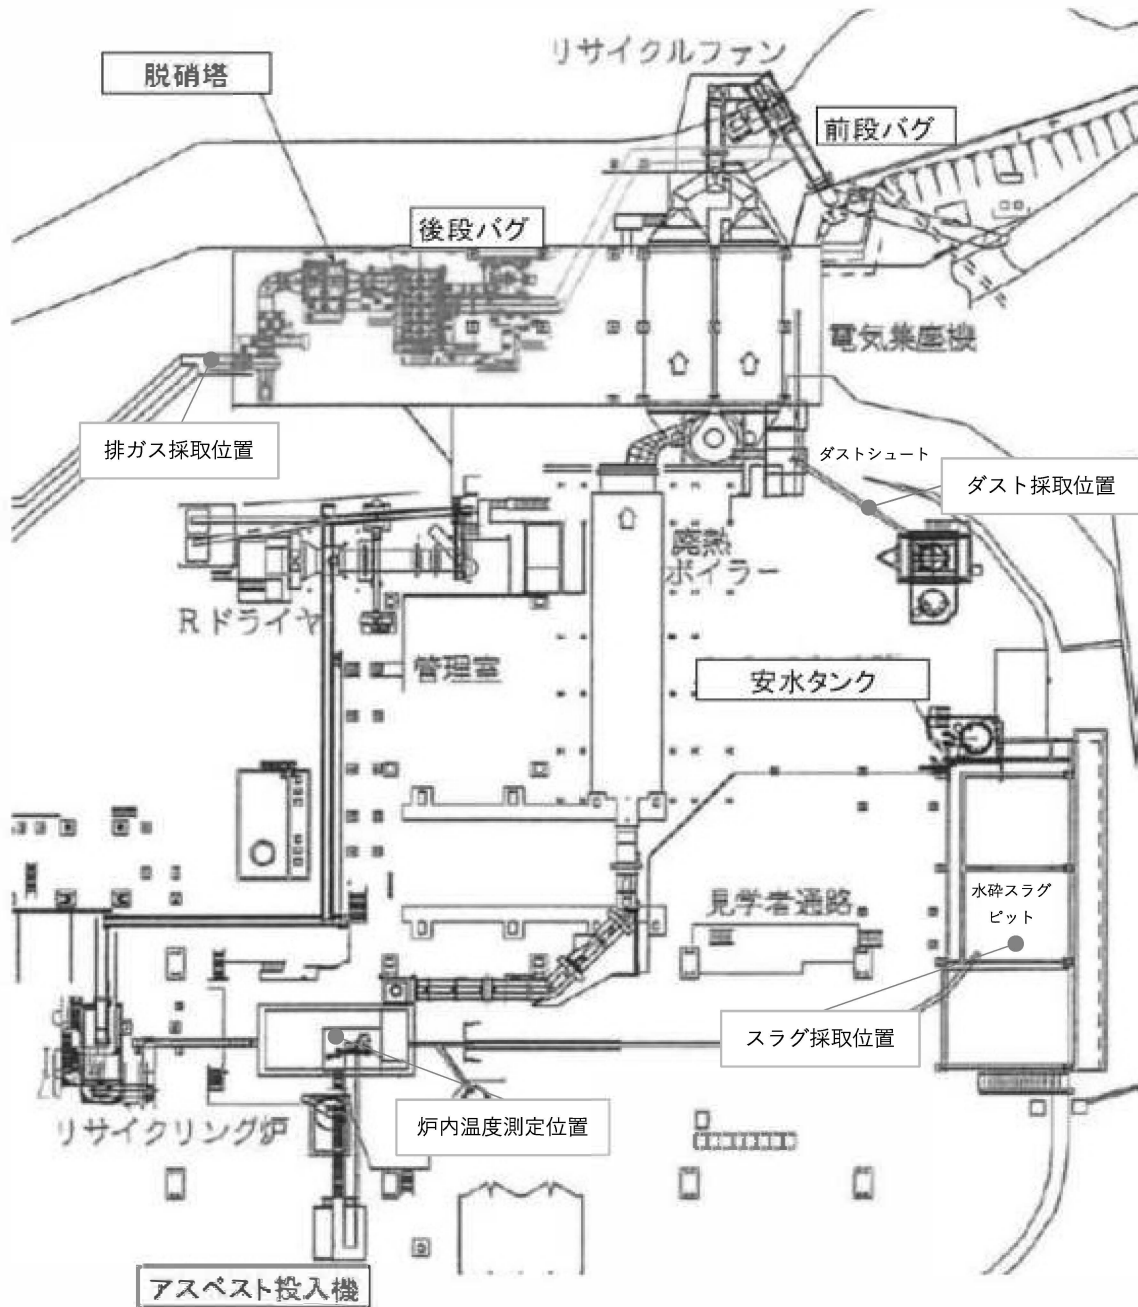 リサイクルファン
脱硝塔
前段バグ
後段バグ
電気集塵機
排ガス採取位置
ダストシュート
ダスト採取位置
廃熱
ボイラー
Rドライヤ
管理室
安水タンク
水砕スラグ
ピット
見学者通路
スラグ採取位置
炉内温度測定位置
リサイクリング炉
アスベスト投入機